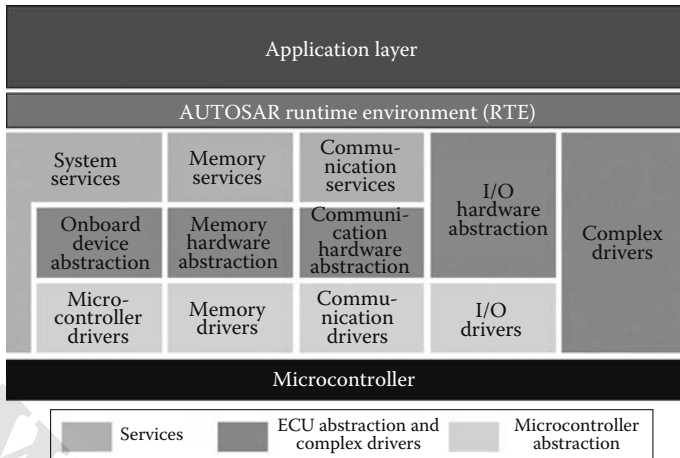 Application layer
AUTOSAR runtime environment (RTE)
System
services
Memory
services
Commu-
nication
services
I/O
hardware
abstraction
Complex
drivers
Onboard
device
abstraction
Memory
hardware
abstraction
Communi-
cation
hardware
abstraction
Micro-
controller
drivers
Memory
drivers
Commu-
nication
drivers
I/O
drivers
Microcontroller
Services
ECU abstraction and
complex drivers
Microcontroller
abstraction